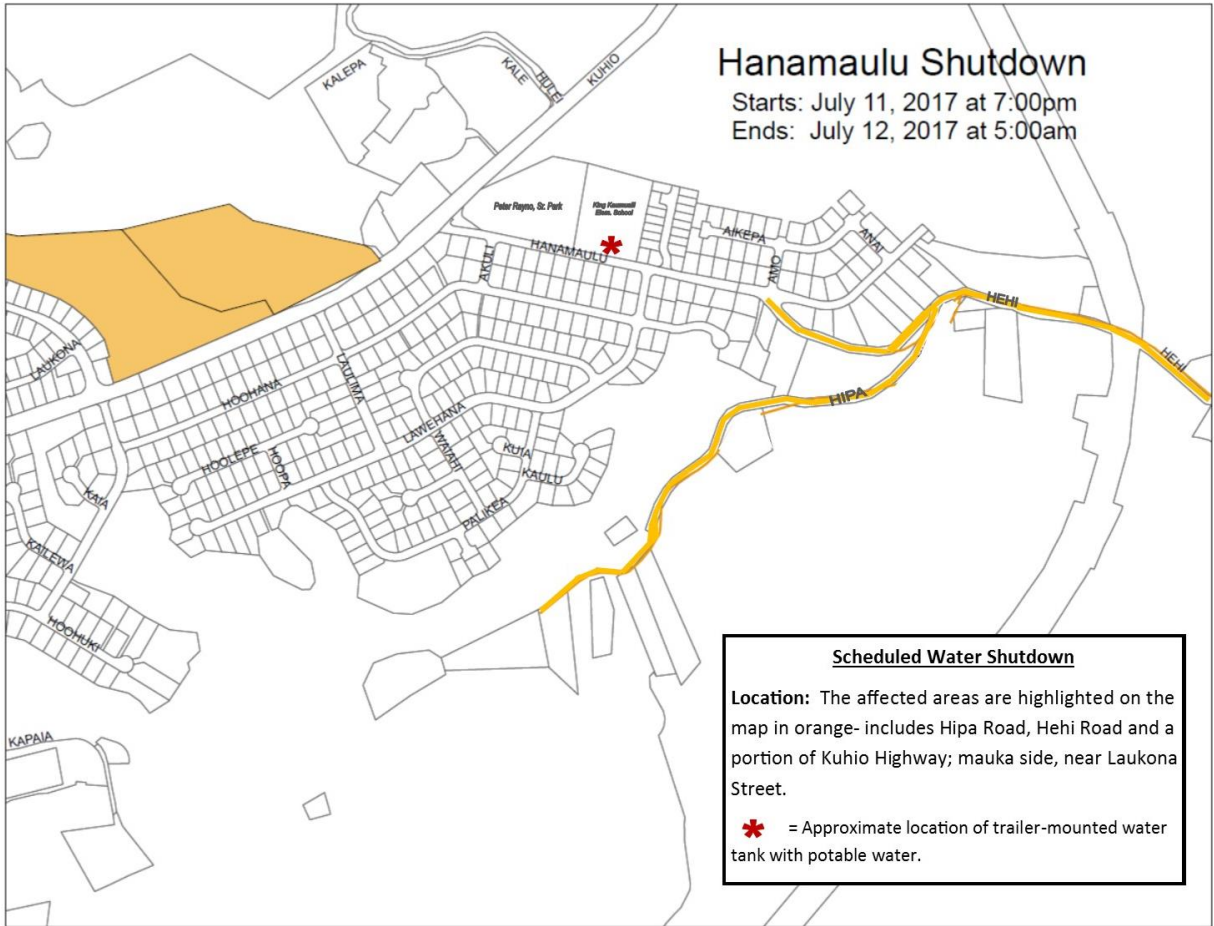 Hanamaulu Shutdown
Starts: July 11, 2017 at 7:00pm
Ends: July 12, 2017 at 5:00am
KALEPA
KALE
HULEI
KUHIO
Peter Rayno, Sr. Park
King Kaumualii
Elem. School
HANAMAULU
AKULI
AIKEPA
AMO
ANAI
HEHI
HEHI
HIPA
LAUKONA
HOOHANA
LAULIMA
LAWEHANA
HOOLEPE
HOOPA
WAIAHI
KUIA
KAULU
PALIKEA
KAIA
KAILEWA
HOOHUKI
KAPAIA
Scheduled Water Shutdown
Location: The affected areas are highlighted on the
map in orange- includes Hipa Road, Hehi Road and a
portion of Kuhio Highway; mauka side, near Laukona
Street.
* = Approximate location of trailer-mounted water
tank with potable water.